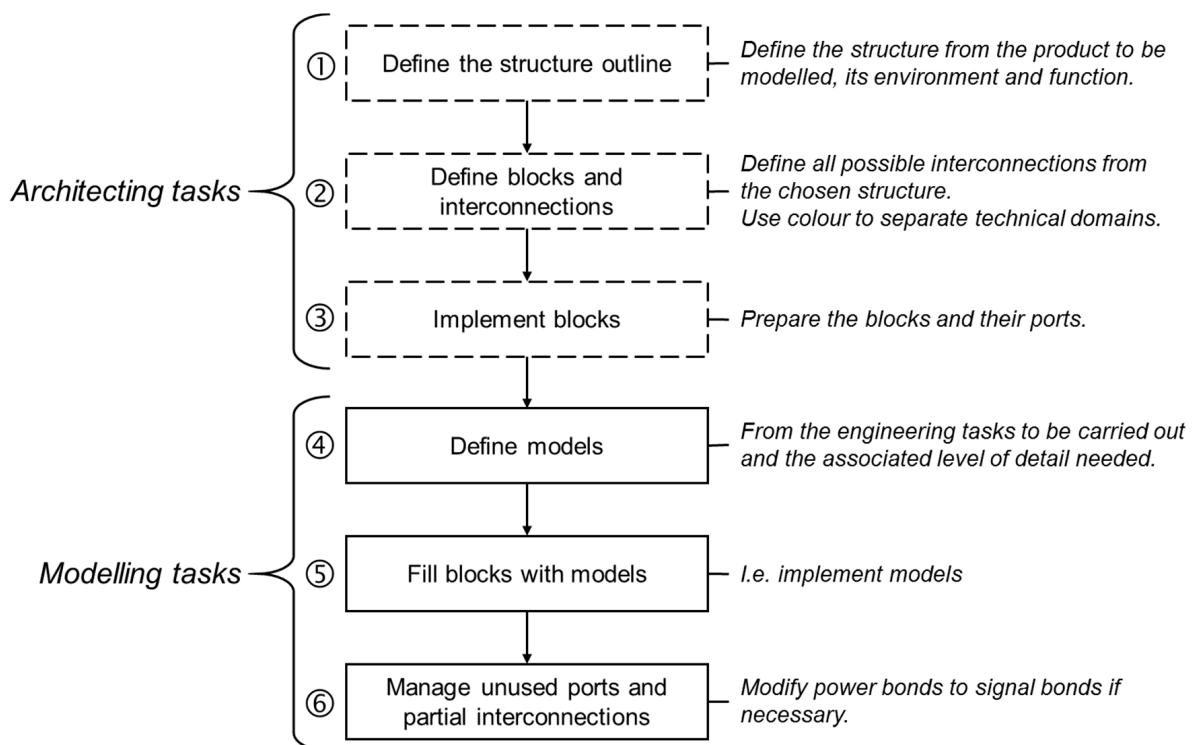 Architecting tasks
①
Define the structure outline
Define the structure from the product to be
modelled, its environment and function.
②
Define blocks and
interconnections
Define all possible interconnections from
the chosen structure.
Use colour to separate technical domains.
③
Implement blocks
Prepare the blocks and their ports.
Modelling tasks
④
Define models
From the engineering tasks to be carried out
and the associated level of detail needed.
⑤
Fill blocks with models
I.e. implement models
⑥
Manage unused ports and
partial interconnections
Modify power bonds to signal bonds if
necessary.